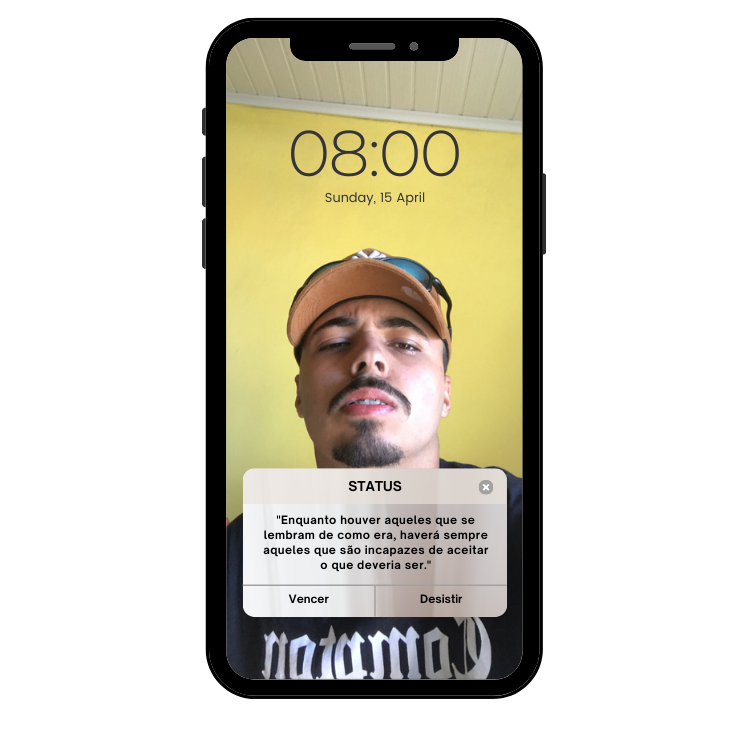 08:00
Sunday, 15 April
STATUS
"Enquanto houver aqueles que se
lembram de como era, haverá sempre
aqueles que são incapazes de aceitar
o que deveria ser."
Vencer
Desistir
Compton